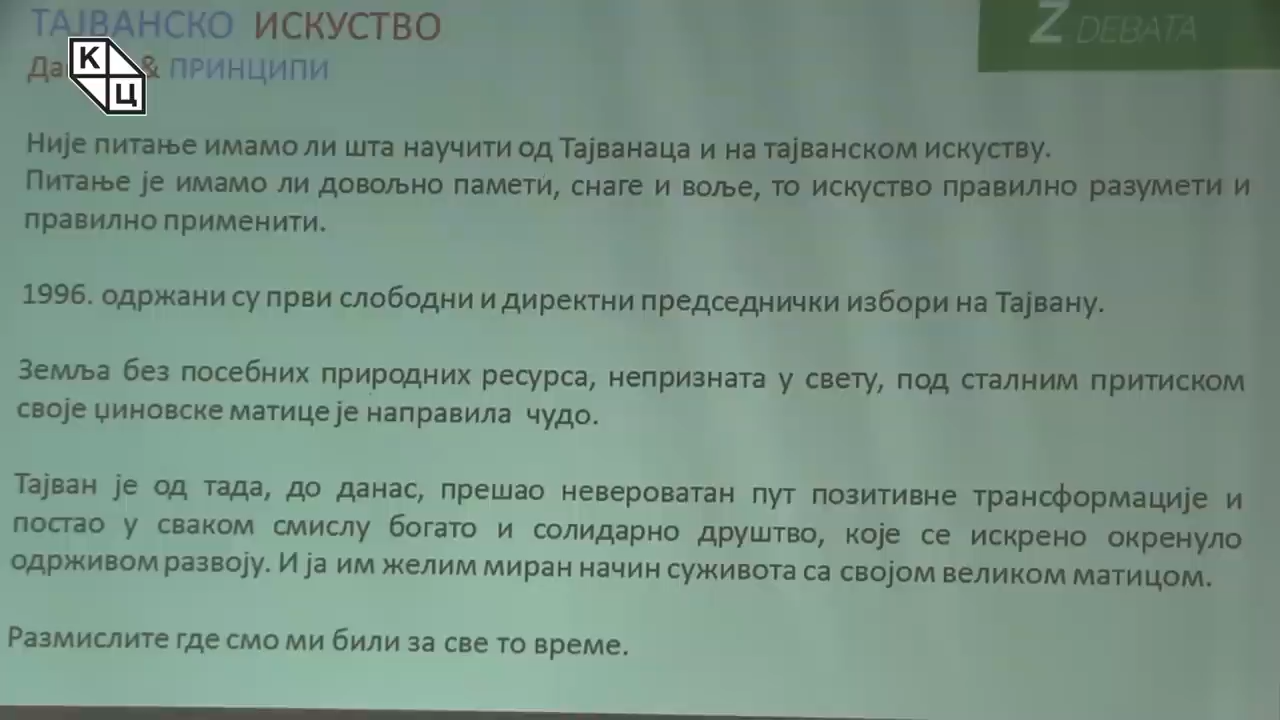 ТАЈВАНСКО ИСКУСТВО
Z DEBATA
& ПРИНЦИПИ
К
Ц
Није питање имамо ли шта научити од Тајванаца и на тајванском искуству.
Питање је имамо ли довољно памети, снаге и воље, то искуство правилно разумети и
правилно применити.
1996. одржани су први слободни и директни председнички избори на Тајвану.
Земља без посебних природних ресурса, непризната у свету, под сталним притиском
своје џиновске матице је направила чудо.
Тајван је од тада, до данас, прешао невероватан пут позитивне трансформације и
постао у сваком смислу богато и солидарно друштво, које се искрено окренуло
одрживом развоју. И ја им желим миран начин суживота са својом великом матицом.
Размислите где смо ми били за све то време.